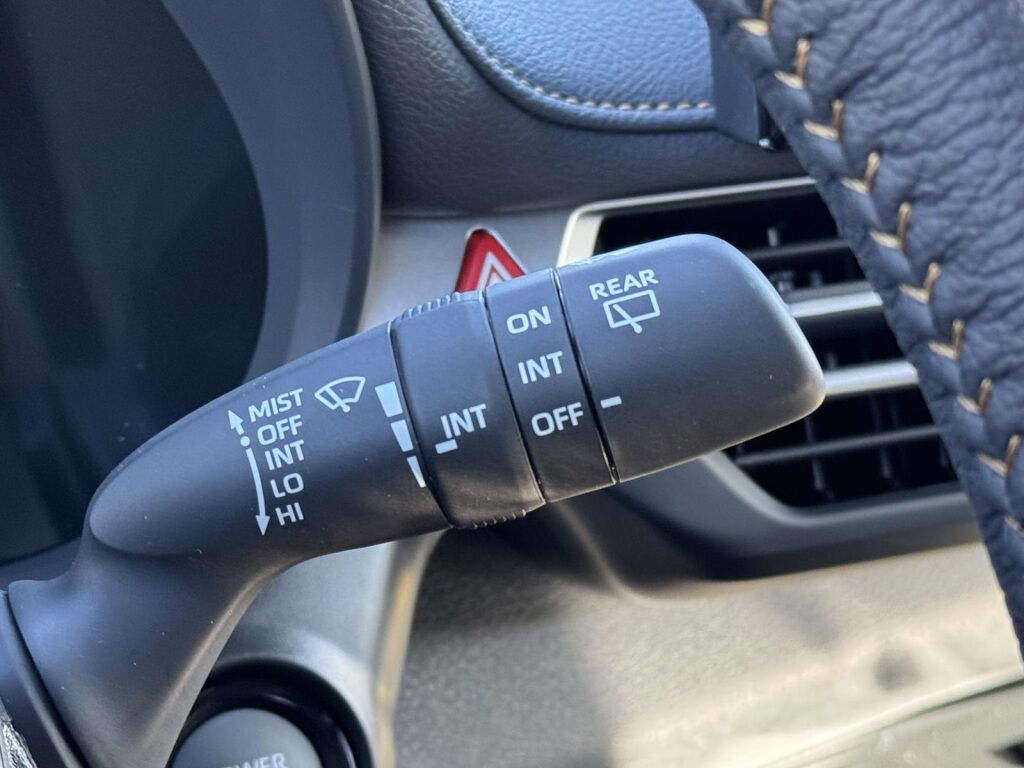 MIST
OFF
INT
LO
HI
INT
ON
INT
OFF
REAR